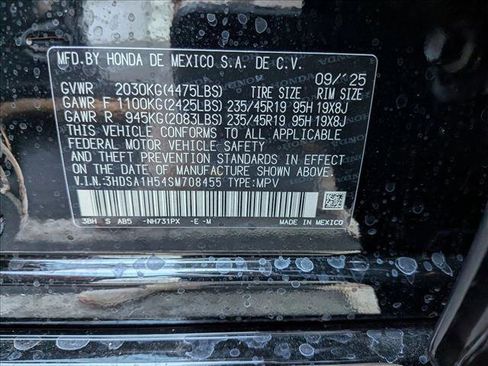 MFD.BY HONDA DE MEXICO S.A. DE C.V.
09/ 25
GVWR 2030KG(4475LBS) TIRE SIZE RIM SIZE
GAWR F 1100KG(2425LBS) 235/45R19 95H 19X8J
GAWR R 945KG(2083LBS) 235/45R19 95H 19X8J
THIS VEHICLE CONFORMS TO ALL APPLICABLE
FEDERAL MOTOR VEHICLE SAFETY
STANDARDS IN EFFECT ON THE
DATE OF MANUFACTURE SHOWN ABOVE.
V.I.N.:3HDSA1H54SM708455 TYPE:MPV
3BH S AB5 -NH731PX -E -M MADE IN MEXICO